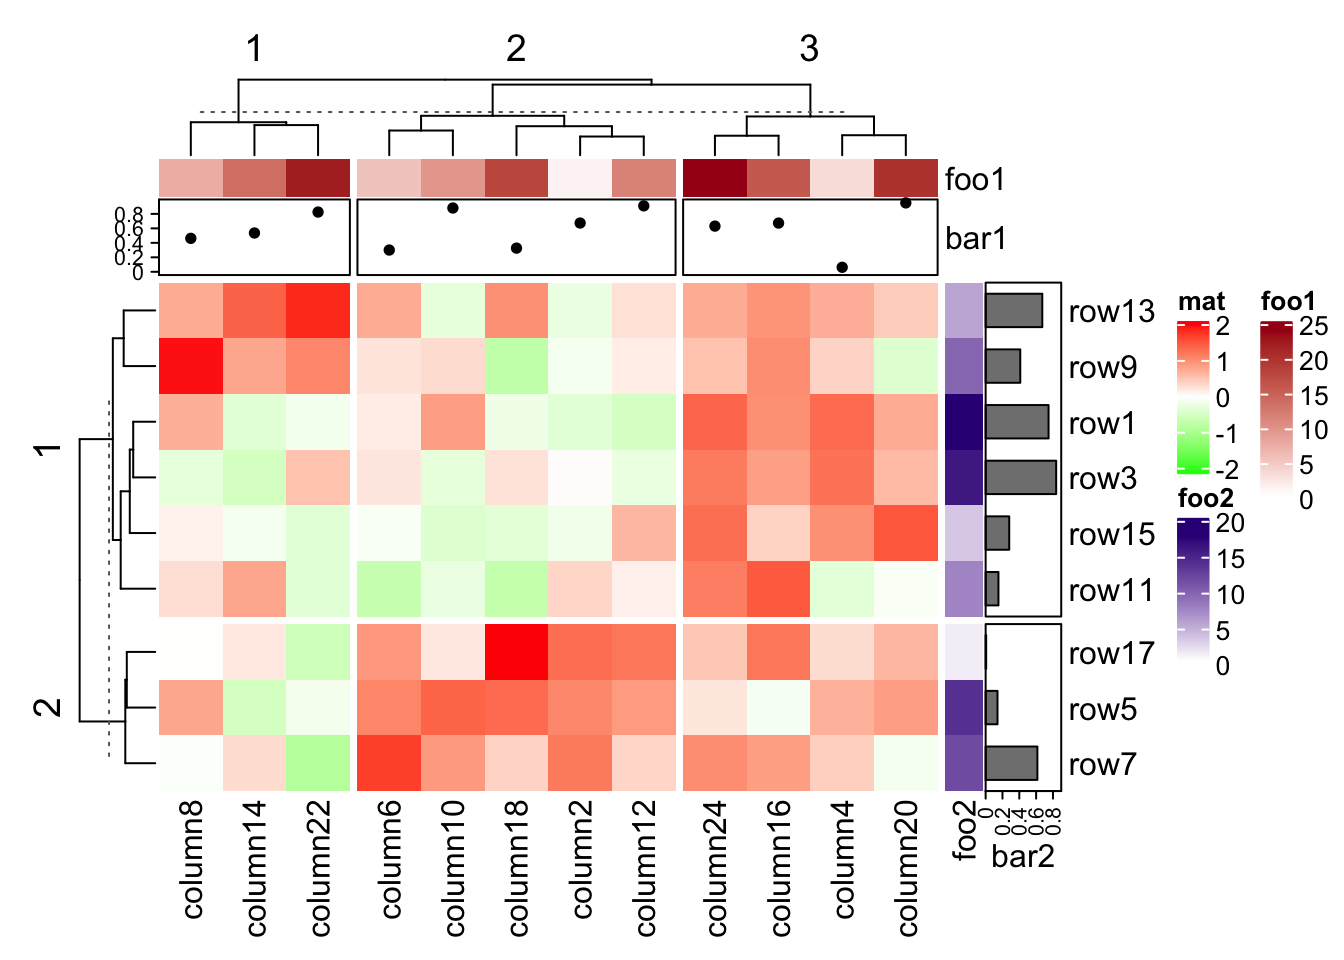 1 2 3
foo1
0.8
0.6
0.4
0.2
0
bar1
1
2
row13
row9
row1
row3
row15
row11
row17
row5
row7
column8 column14 column22 column6 column10 column18 column2 column12 column24 column16 column4 column20
foo2
0 0.2 0.4 0.6 0.8
bar2
mat
2
1
0
-1
-2
foo1
25
20
15
10
5
0
foo2
20
15
10
5
0